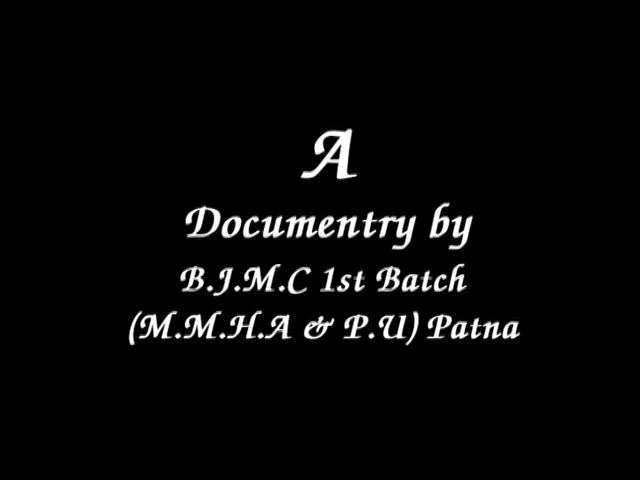 A
Documentry by
B.J.M.C 1st Batch
(M.M.H.A & P.U) Patna